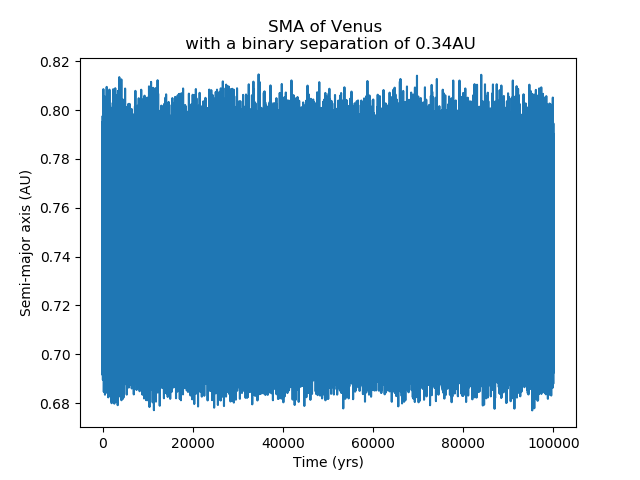 SMA of Venus
with a binary separation of 0.34AU
0.82
0.80
0.78
0.76
0.74
0.72
0.70
0.68
Semi-major axis (AU)
0 20000 40000 60000 80000 100000
Time (yrs)